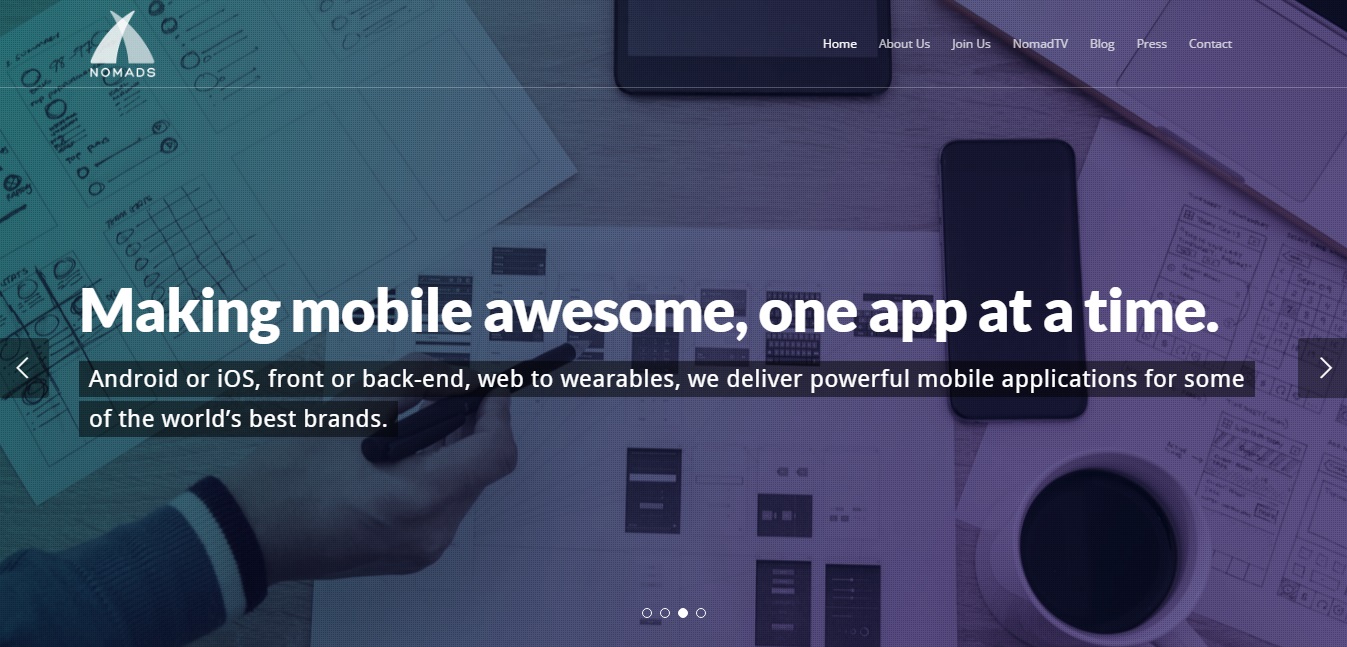 NOMADS
Home About Us Join Us NomadTV Blog Press Contact
Making mobile awesome, one app at a time.
Android or iOS, front or back-end, web to wearables, we deliver powerful mobile applications for some
of the world’s best brands.